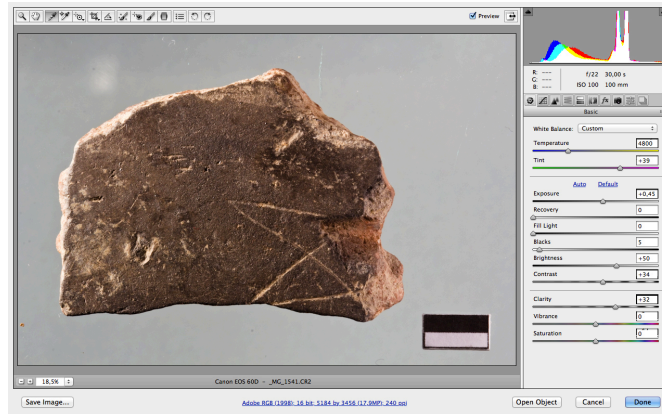 Preview
R: ---
G: ---
B: ---
f/22 30,00 s
ISO 100 100 mm
Basic
White Balance: Custom
Temperature 4800
Tint +39
Auto Default
Exposure +0,45
Recovery 0
Fill Light 0
Blacks 5
Brightness +50
Contrast +34
Clarity +32
Vibrance 0
Saturation 0
18,5% Canon EOS 60D - _MG_1541.CR2
Save Image... Adobe RGB (1998); 16 bit; 5184 by 3456 (17,9MP); 240 ppi Open Object Cancel Done